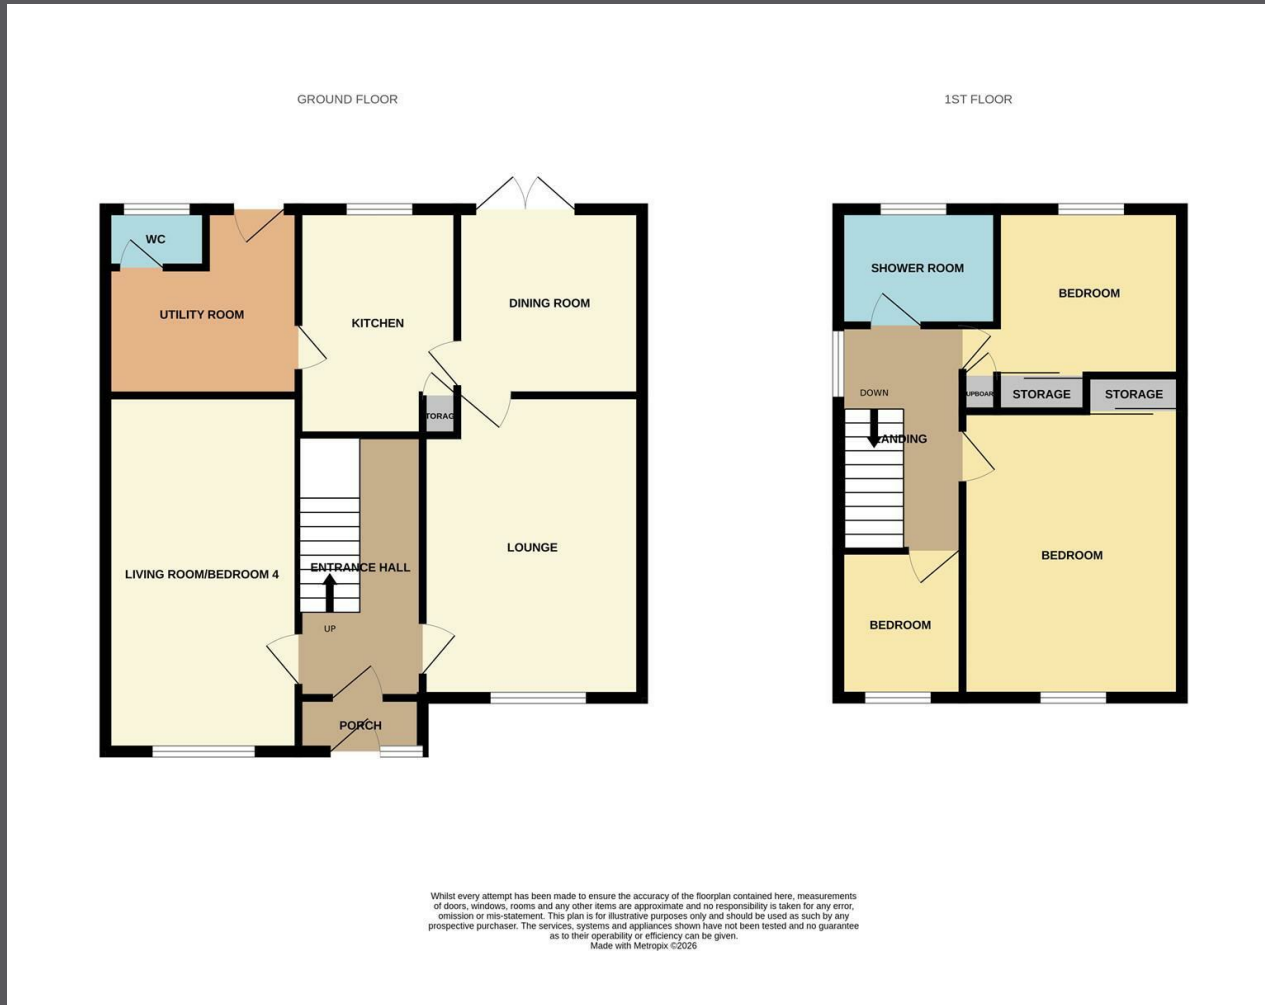 GROUND FLOOR
WC
UTILITY ROOM
KITCHEN
DINING ROOM
TORAG
LIVING ROOM/BEDROOM 4
ENTRANCE HALL
LOUNGE
UP
PORCH
1ST FLOOR
SHOWER ROOM
BEDROOM
DOWN
UPBOAR
STORAGE
STORAGE
LANDING
BEDROOM
BEDROOM
Whilst every attempt has been made to ensure the accuracy of the floorplan contained here, measurements
of doors, windows, rooms and any other items are approximate and no responsibility is taken for any error,
omission or mis-statement. This plan is for illustrative purposes only and should be used as such by any
prospective purchaser. The services, systems and appliances shown have not been tested and no guarantee
as to their operability or efficiency can be given.
Made with Metropix ©2026